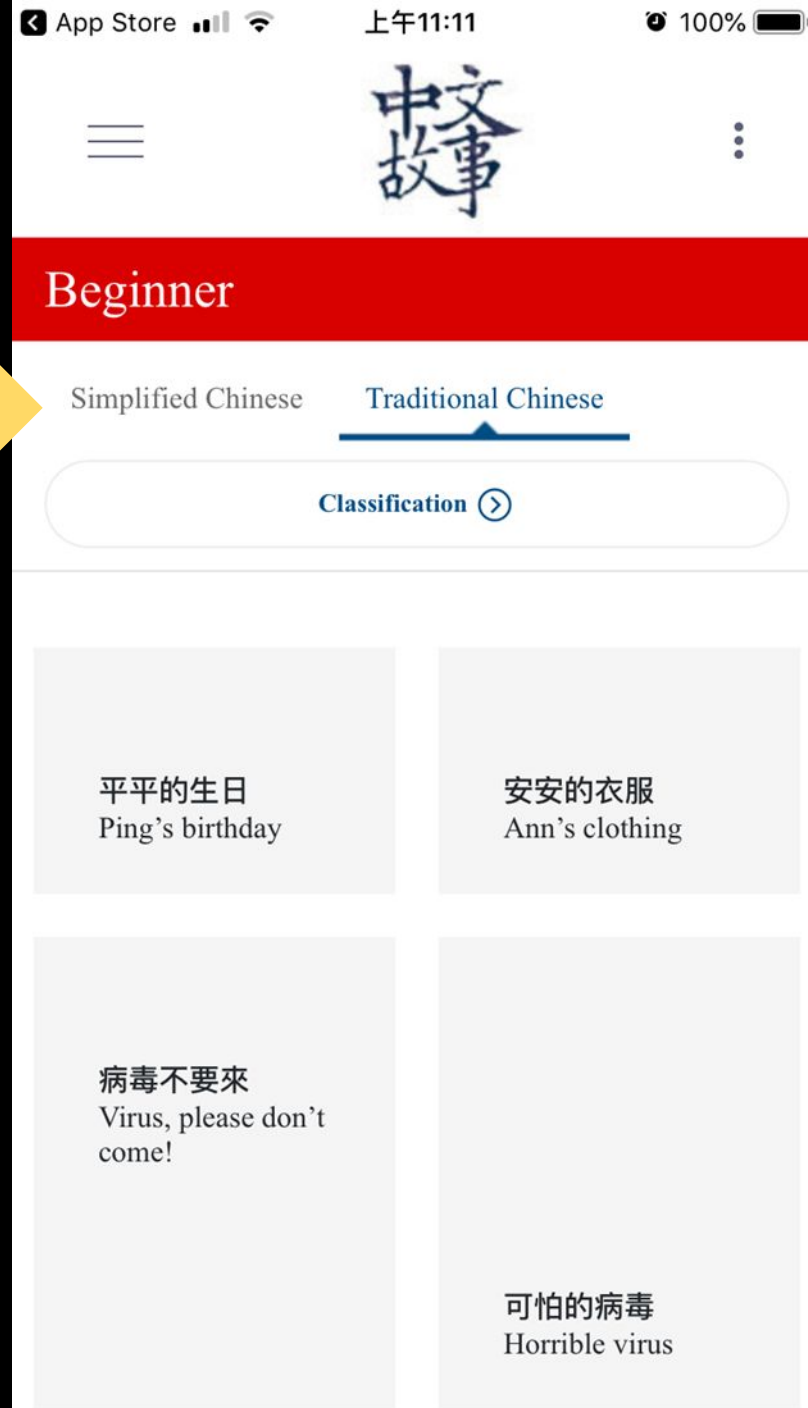 App Store
上午11:11
100%
中文
故事
Beginner
Simplified Chinese
Traditional Chinese
Classification
平平的生日
Ping’s birthday
安安的衣服
Ann’s clothing
病毒不要來
Virus, please don’t
come!
可怕的病毒
Horrible virus